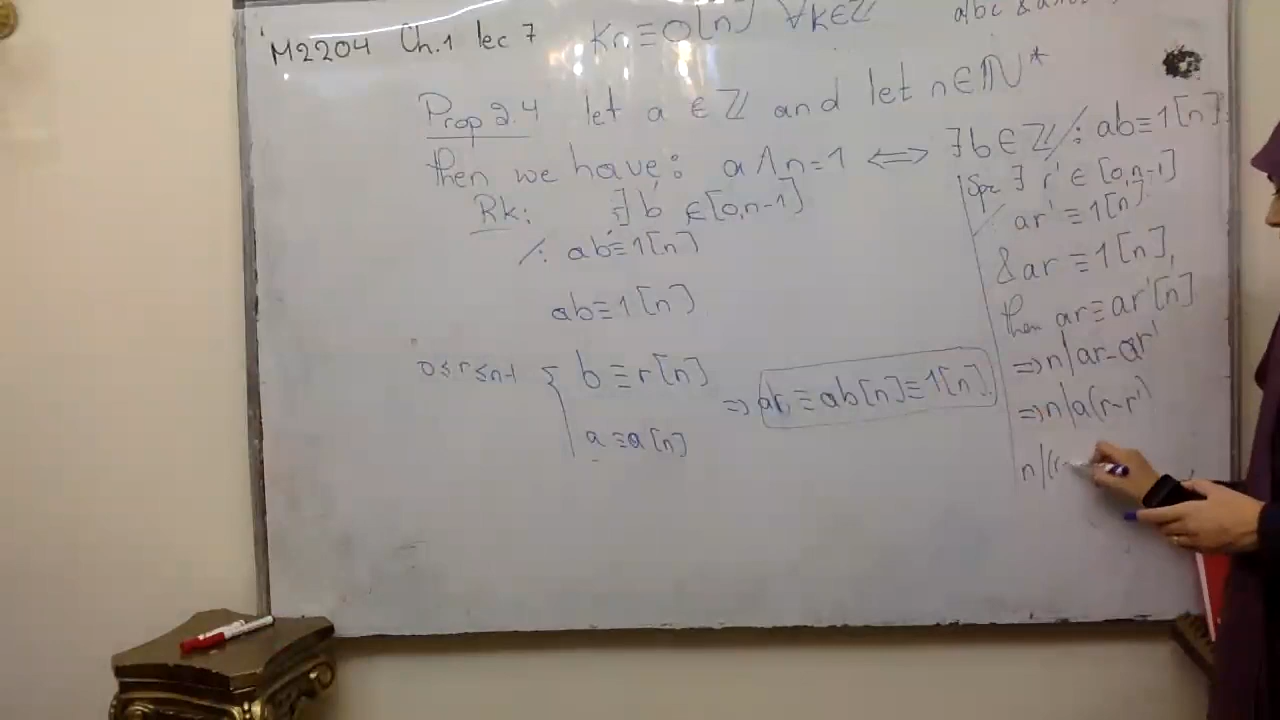 M2204 Ch.1 lec 7 Kn≡0[n] ∀k∈ℤ
Prop 2.4 let a ∈ ℤ and let n∈ℕ*
then we have: a∧n=1 ⟺ ∃b∈ℤ/: ab≡1[n].
Rk: ∃! b ∈[0,n-1]
/: ab≡1[n]
ab≡1[n]
0≤r≤n-1 { b≡r[n]
a≡a[n]
⇒ ar≡ab[n]≡1[n].
Spe ∃ r'∈[0,n-1]
/: ar'≡1[n]
&ar≡1[n],
then ar≡ar'[n]
⇒n|ar-ar'
⇒n|a(r-r')
n|(r-